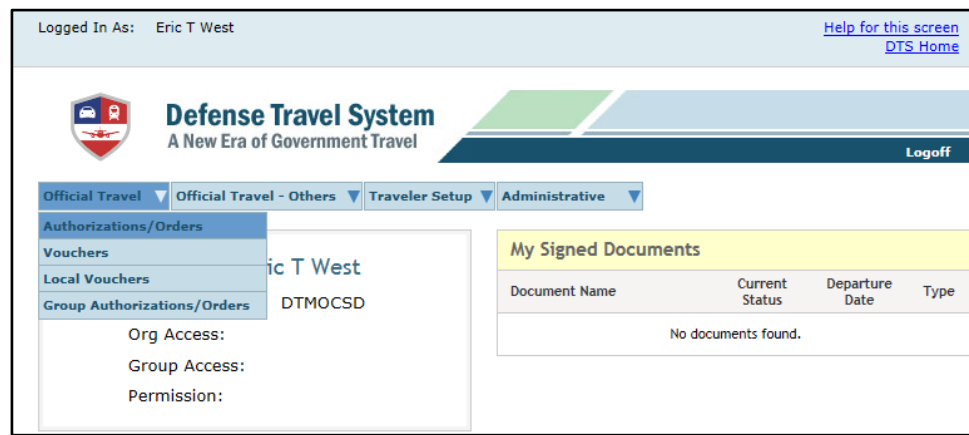 Logged In As: Eric T West
Help for this screen
DTS Home
Defense Travel System
A New Era of Government Travel
Logoff
Official Travel Official Travel - Others Traveler Setup Administrative
Authorizations/Orders
Vouchers
Local Vouchers
Group Authorizations/Orders
ic T West
DTMOCSD
Org Access:
Group Access:
Permission:
My Signed Documents
Document Name Current Status Departure Date Type
No documents found.